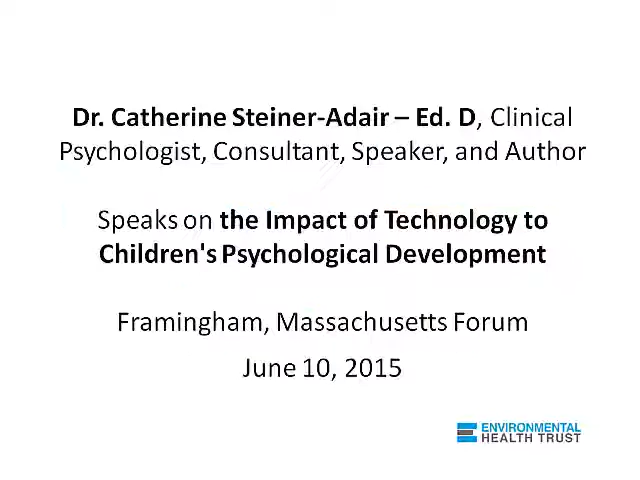 Dr. Catherine Steiner-Adair – Ed. D, Clinical
Psychologist, Consultant, Speaker, and Author
Speaks on the Impact of Technology to
Children's Psychological Development
Framingham, Massachusetts Forum
June 10, 2015
ENVIRONMENTAL
HEALTH TRUST